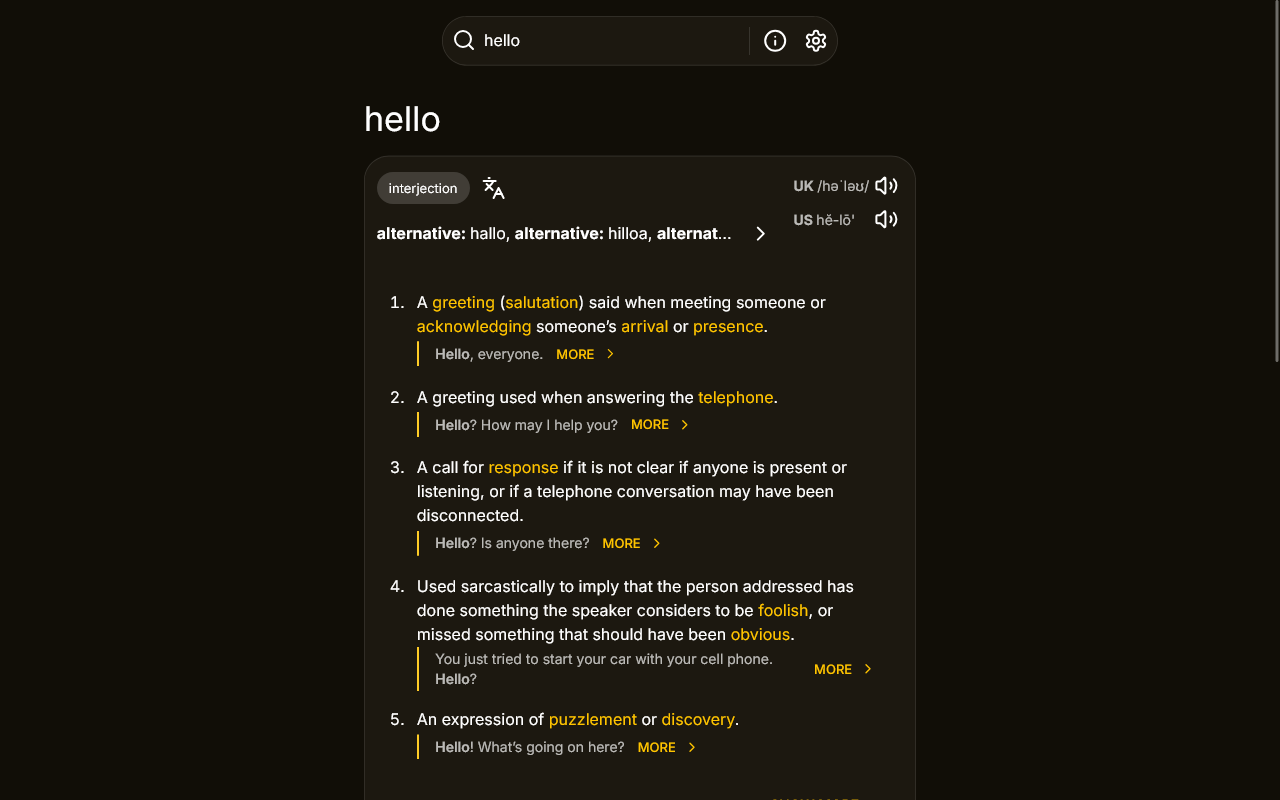 hello
hello
interjection
UK /həˈləʊ/
US hĕ-lō'
alternative: hallo, alternative: hilloa, alternat...
1. A greeting (salutation) said when meeting someone or
acknowledging someone’s arrival or presence.
Hello, everyone. MORE
2. A greeting used when answering the telephone.
Hello? How may I help you? MORE
3. A call for response if it is not clear if anyone is present or
listening, or if a telephone conversation may have been
disconnected.
Hello? Is anyone there? MORE
4. Used sarcastically to imply that the person addressed has
done something the speaker considers to be foolish, or
missed something that should have been obvious.
You just tried to start your car with your cell phone.
Hello? MORE
5. An expression of puzzlement or discovery.
Hello! What’s going on here? MORE